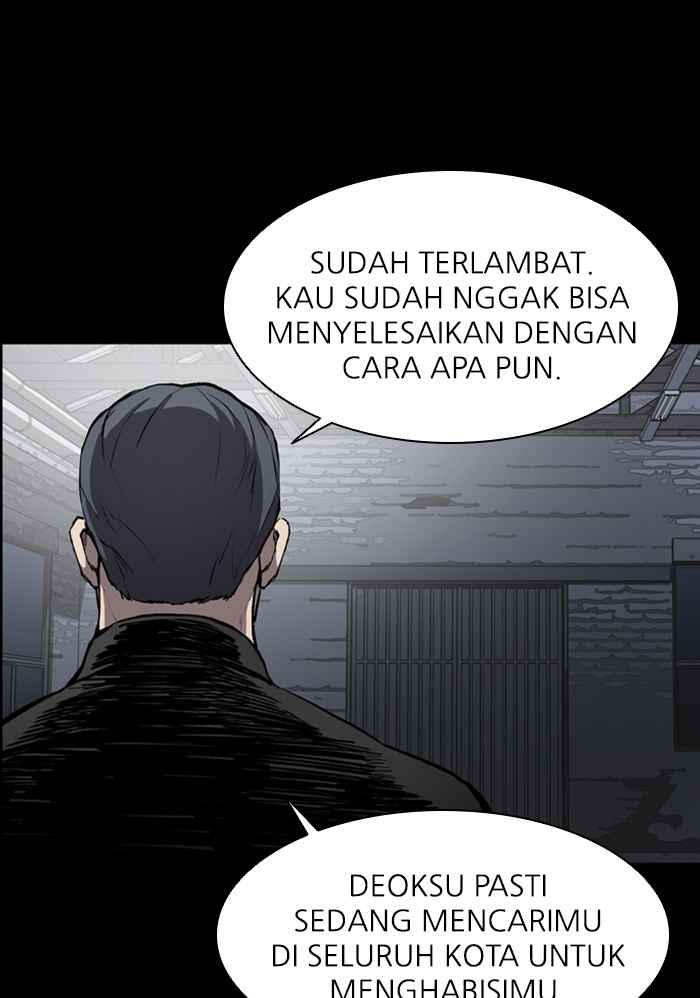 SUDAH TERLAMBAT.
KAU SUDAH NGGAK BISA
MENYELESAIKAN DENGAN
CARA APA PUN.
DEOKSU PASTI
SEDANG MENCARIMU
DI SELURUH KOTA UNTUK
MENGHABISIMU